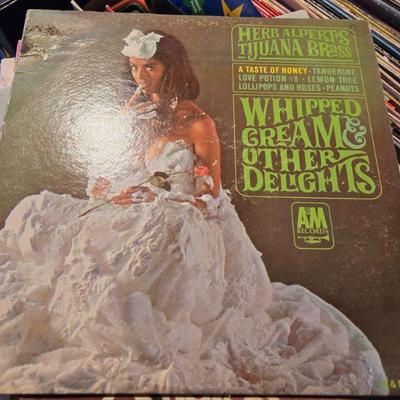 HERB ALPERT'S
TIJUANA BRASS
A TASTE OF HONEY • TANGERINE
LOVE POTION #9 • LEMON TREE
LOLLIPOPS AND ROSES • PEANUTS
WHIPPED
CREAM &
OTHER
DELIGHTS
A&M
RECORDS